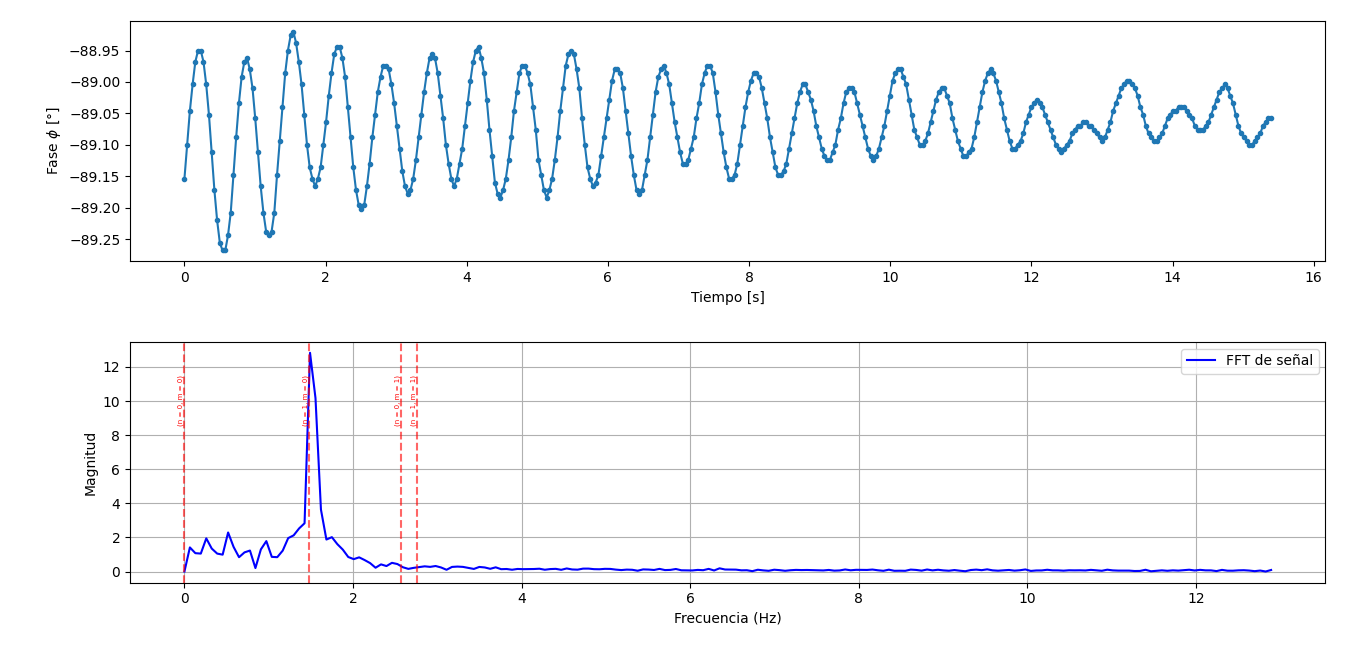 Fase ϕ [°]
−88.95
−89.00
−89.05
−89.10
−89.15
−89.20
−89.25
0 2 4 6 8 10 12 14 16
Tiempo [s]
Magnitud
12
10
8
6
4
2
0
(n = 0, m = 0)
(n = 1, m = 0)
(n = 0, m = 1)
(n = 1, m = 1)
FFT de señal
0 2 4 6 8 10 12
Frecuencia (Hz)